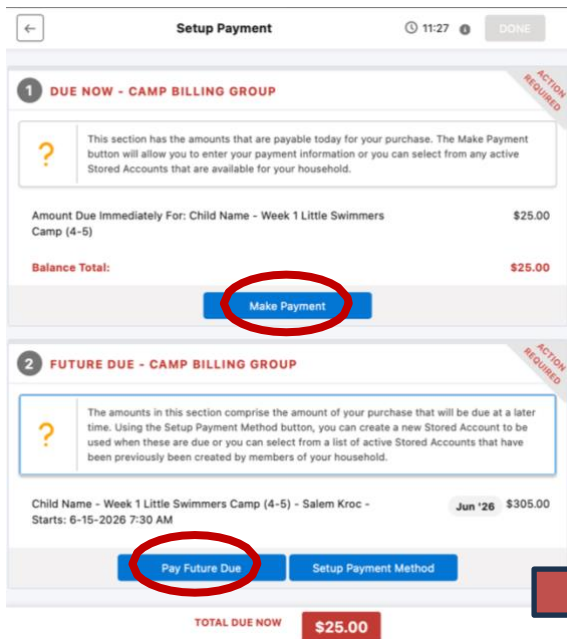 Setup Payment
11:27
DONE
1 DUE NOW - CAMP BILLING GROUP
ACTION REQUIRED
? This section has the amounts that are payable today for your purchase. The Make Payment
button will allow you to enter your payment information or you can select from any active
Stored Accounts that are available for your household.
Amount Due Immediately For: Child Name - Week 1 Little Swimmers $25.00
Camp (4-5)
Balance Total: $25.00
Make Payment
2 FUTURE DUE - CAMP BILLING GROUP
ACTION REQUIRED
? The amounts in this section comprise the amount of your purchase that will be due at a later
time. Using the Setup Payment Method button, you can create a new Stored Account to be
used when these are due or you can select from a list of active Stored Accounts that have
been previously been created by members of your household.
Child Name - Week 1 Little Swimmers Camp (4-5) - Salem Kroc - Jun '26 $305.00
Starts: 6-15-2026 7:30 AM
Pay Future Due Setup Payment Method
TOTAL DUE NOW $25.00